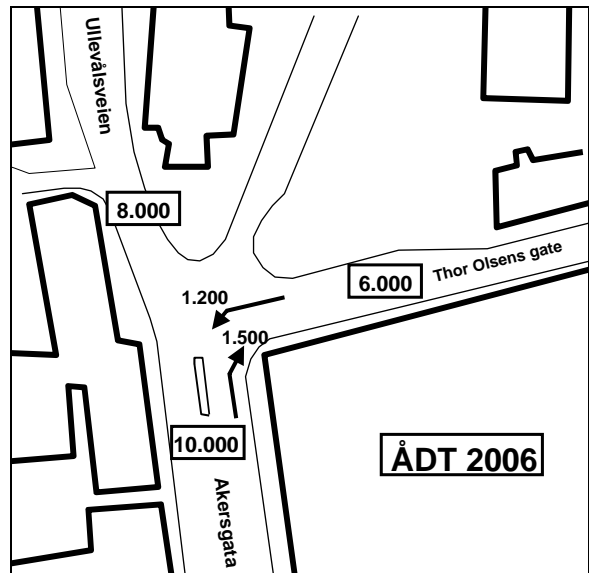 Ullevålsveien
8.000
6.000
Thor Olsens gate
1.200
1.500
10.000
ÅDT 2006
Akersgata